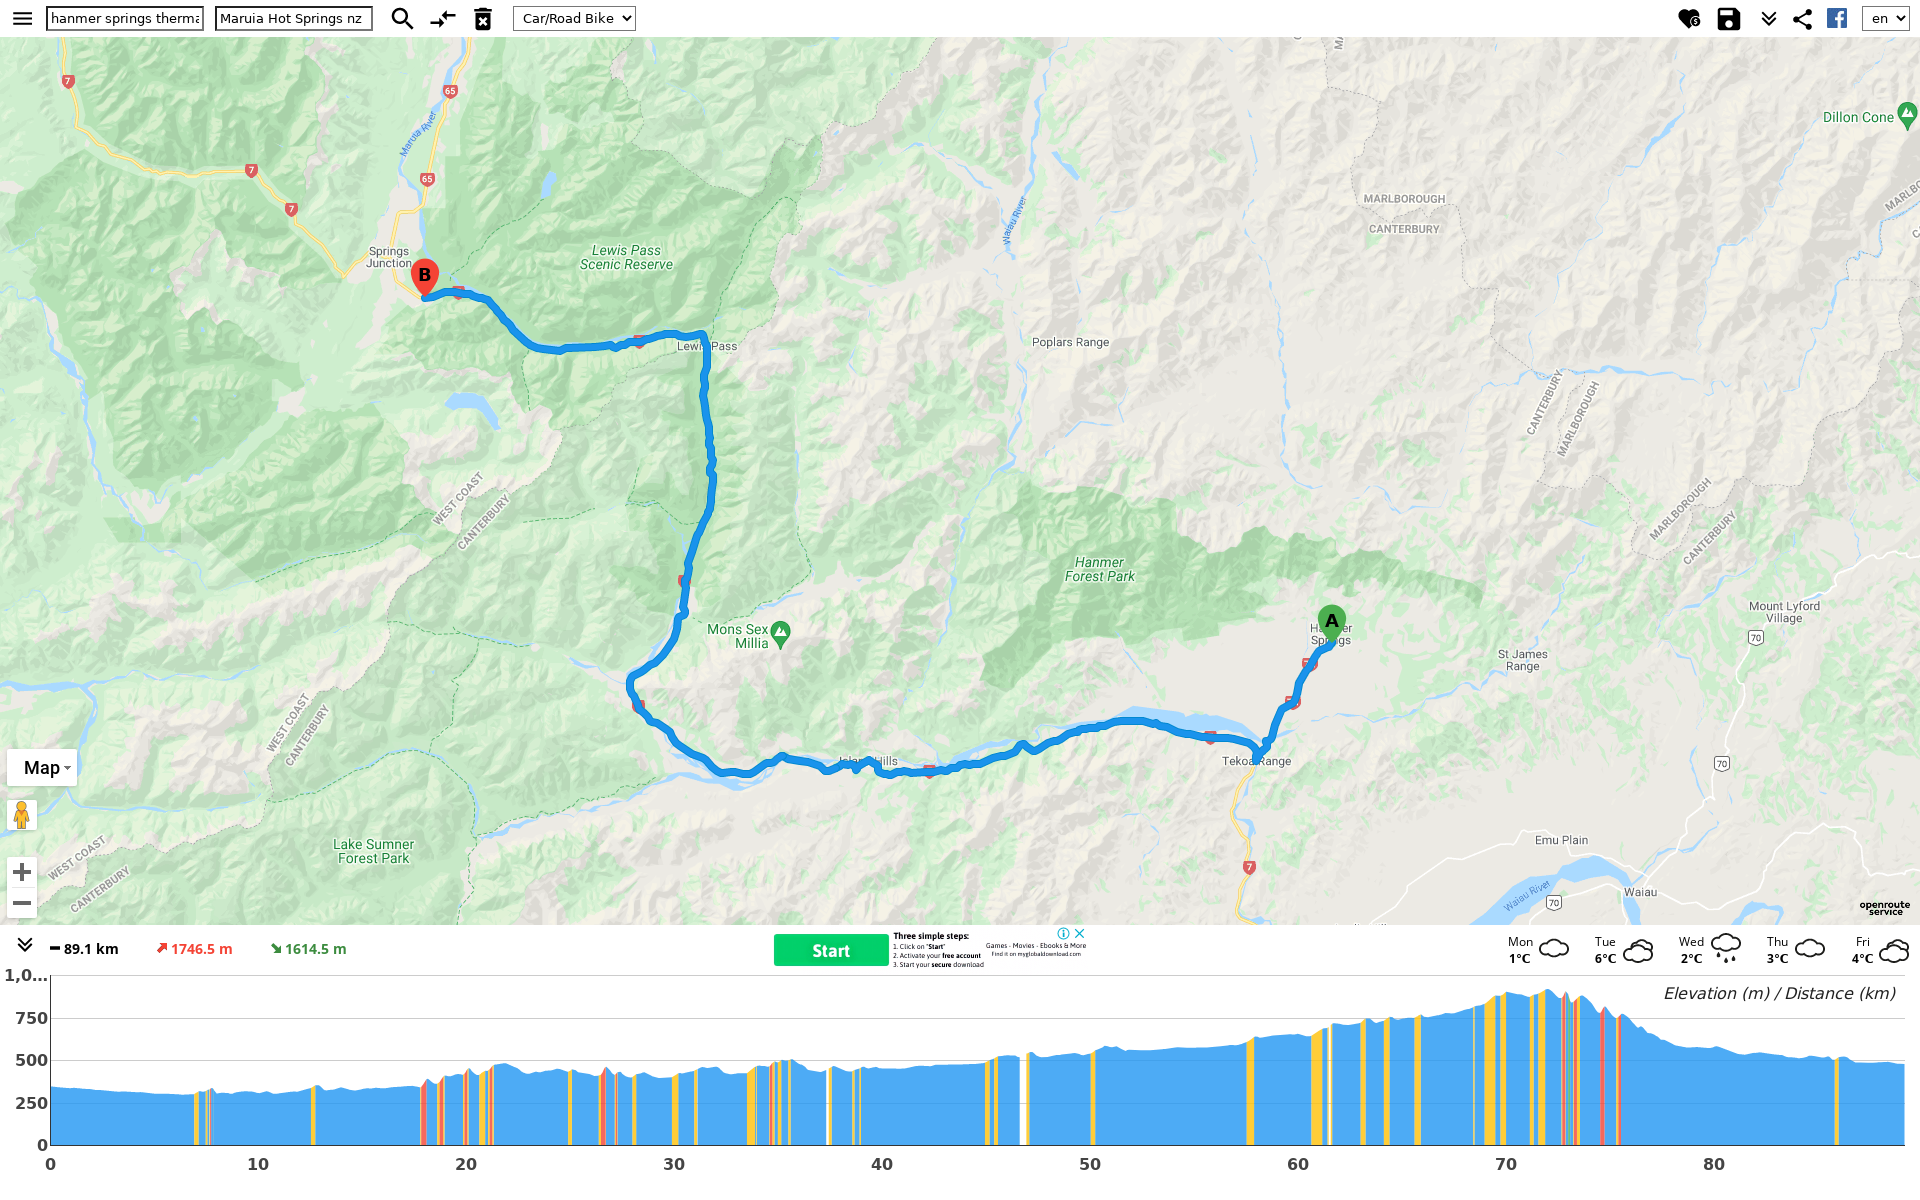 hanmer springs therma
Maruia Hot Springs nz
Car/Road Bike
en
7
65
Maruia River
7
65
7
Springs
Junction
B
Lewis Pass
Scenic Reserve
Waiau River
MARLBOROUGH
CANTERBURY
Dillon Cone
Lewis Pass
Poplars Range
CANTERBURY
MARLBOROUGH
WEST COAST
CANTERBURY
MARLBOROUGH
CANTERBURY
Hanmer
Forest Park
A
Springs
Mons Sex
Millia
Mount Lyford
Village
70
St James
Range
WEST COAST
CANTERBURY
Map
Tekoa Range
70
Lake Sumner
Forest Park
WEST COAST
CANTERBURY
7
Emu Plain
Waiau River
70
Waiau
openroute
service
89.1 km
1746.5 m
1614.5 m
Start
Three simple steps:
1. Click on "Start"
2. Activate your free account
3. Start your secure download
Games - Movies - Ebooks & More
Find it on myglobaldownload.com
Mon
1°C
Tue
6°C
Wed
2°C
Thu
3°C
Fri
4°C
Elevation (m) / Distance (km)
1,0...
750
500
250
0
0 10 20 30 40 50 60 70 80